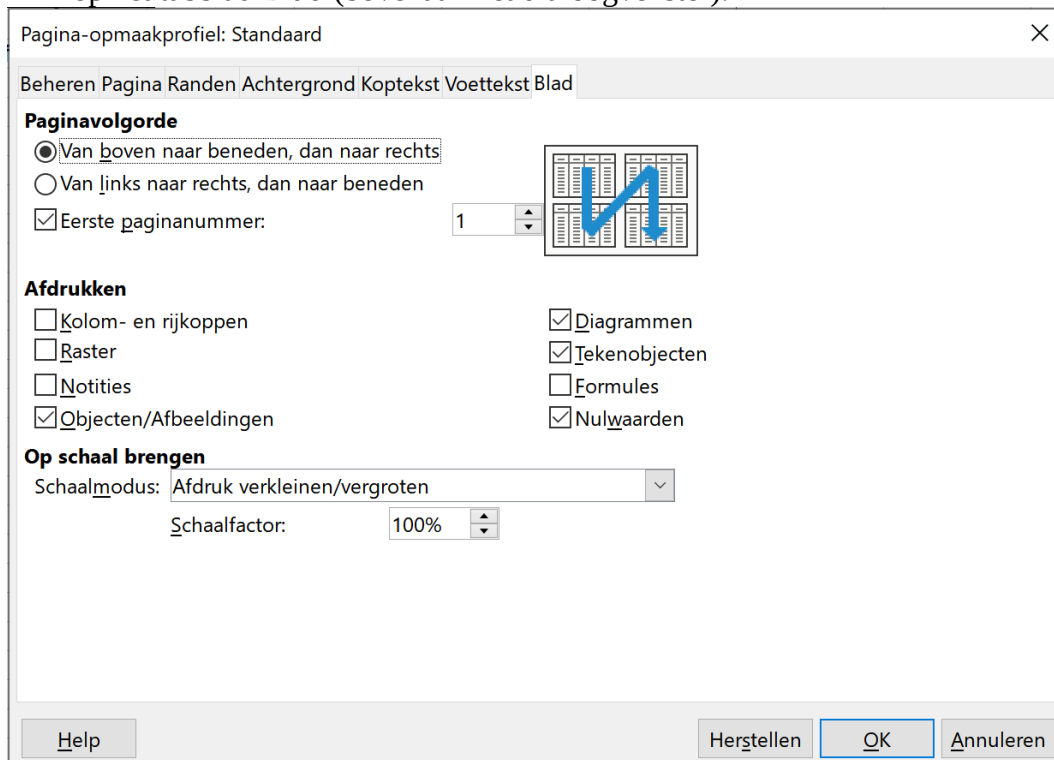 Pagina-opmaakprofiel: Standaard
Beheren Pagina Randen Achtergrond Koptekst Voettekst Blad
Paginavolgorde
Van boven naar beneden, dan naar rechts
Van links naar rechts, dan naar beneden
Eerste paginanummer: 1
Afdrukken
Kolom- en rijkoppen
Raster
Notities
Objecten/Afbeeldingen
Diagrammen
Tekenobjecten
Formules
Nulwaarden
Op schaal brengen
Schaalmodus: Afdruk verkleinen/vergroten
Schaalfactor: 100%
Help Herstellen OK Annuleren